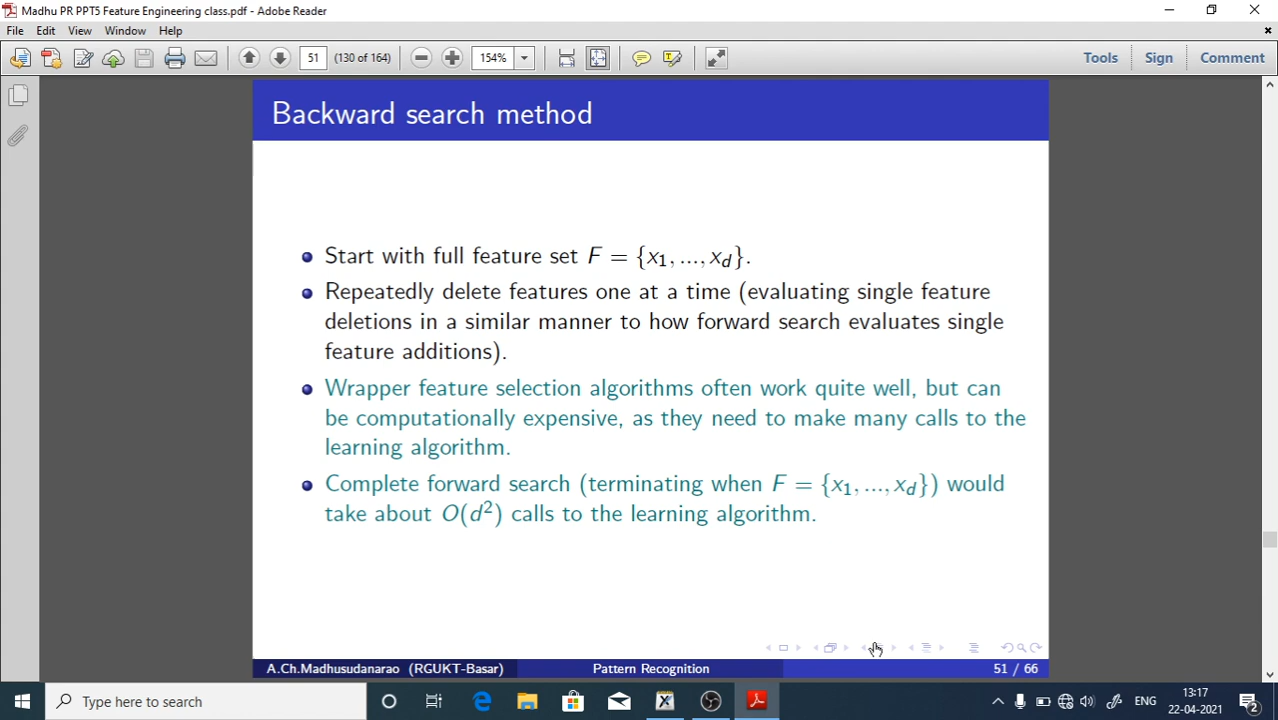 Madhu PR PPT5 Feature Engineering class.pdf - Adobe Reader
File Edit View Window Help
51 (130 of 164) 154% Tools Sign Comment
Backward search method
Start with full feature set F = {x₁, ..., x_d}.
Repeatedly delete features one at a time (evaluating single feature
deletions in a similar manner to how forward search evaluates single
feature additions).
Wrapper feature selection algorithms often work quite well, but can
be computationally expensive, as they need to make many calls to the
learning algorithm.
Complete forward search (terminating when F = {x₁, ..., x_d}) would
take about O(d²) calls to the learning algorithm.
A.Ch.Madhusudanarao (RGUKT-Basar) Pattern Recognition 51 / 66
Type here to search
ENG
13:17
22-04-2021
2